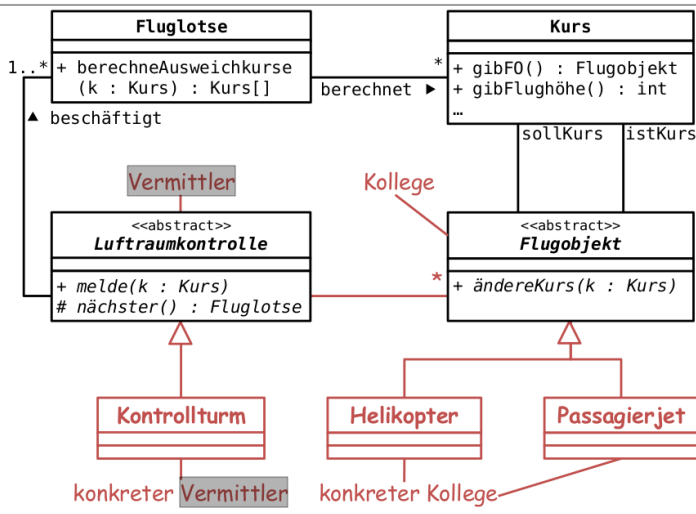 Fluglotse
+ berechneAusweichkurse
(k : Kurs) : Kurs[]
1..*
▲ beschäftigt
berechnet ▶
*
Kurs
+ gibFO() : Flugobjekt
+ gibFlughöhe() : int
…
sollKurs
istKurs
Vermittler
Kollege
<<abstract>>
Luftraumkontrolle
+ melde(k : Kurs)
# nächster() : Fluglotse
*
<<abstract>>
Flugobjekt
+ ändereKurs(k : Kurs)
Kontrollturm
Helikopter
Passagierjet
konkreter Vermittler
konkreter Kollege